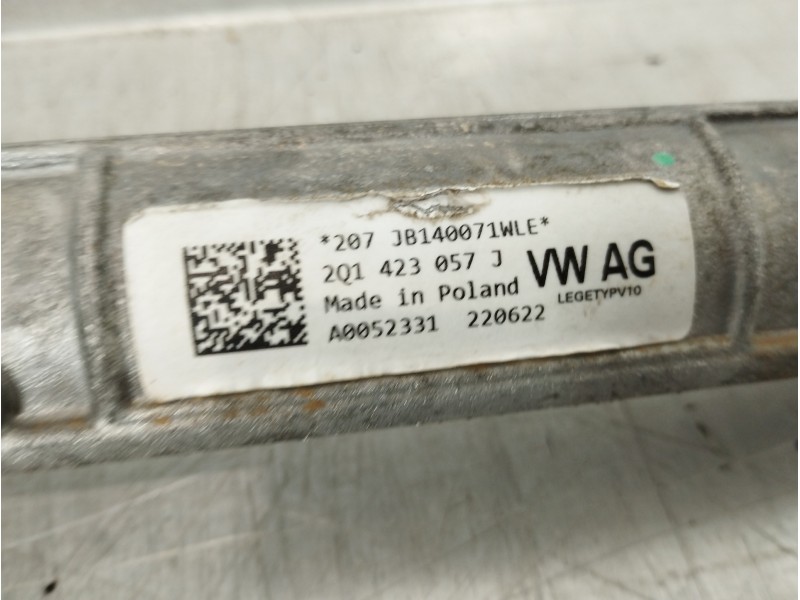 *207 JB140071WLE*
2Q1 423 057 J
VW AG
Made in Poland
LEGETYPV10
A0052331 220622